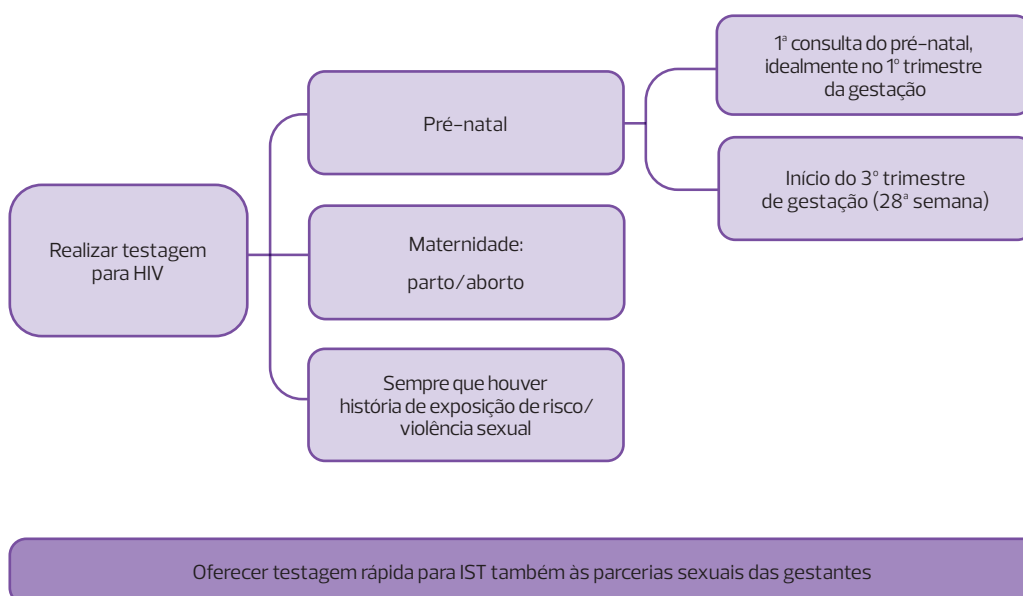 Realizar testagem
para HIV
Pré-natal
1ª consulta do pré-natal,
idealmente no 1º trimestre
da gestação
Início do 3º trimestre
de gestação (28ª semana)
Maternidade:
parto/aborto
Sempre que houver
história de exposição de risco/
violência sexual
Oferecer testagem rápida para IST também às parcerias sexuais das gestantes